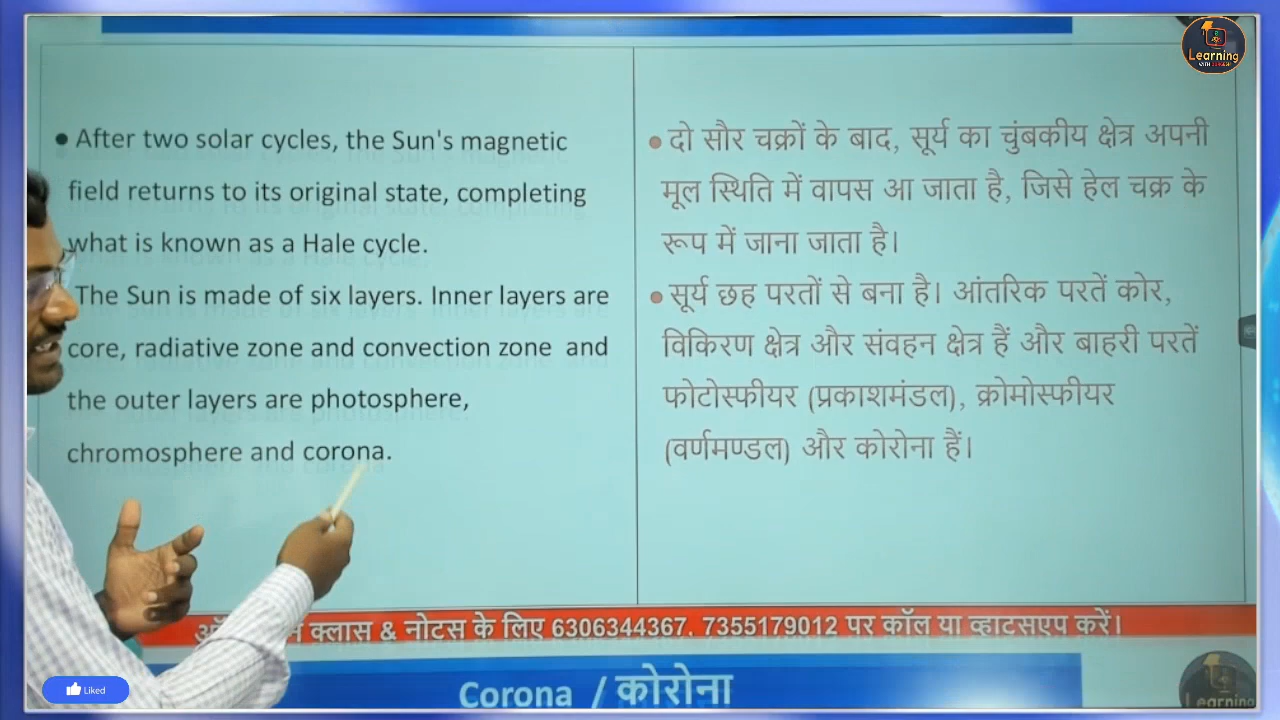 Learning
• After two solar cycles, the Sun's magnetic
field returns to its original state, completing
what is known as a Hale cycle.
The Sun is made of six layers. Inner layers are
core, radiative zone and convection zone and
the outer layers are photosphere,
chromosphere and corona.
• दो सौर चक्रों के बाद, सूर्य का चुंबकीय क्षेत्र अपनी
मूल स्थिति में वापस आ जाता है, जिसे हेल चक्र के
रूप में जाना जाता है।
• सूर्य छह परतों से बना है। आंतरिक परतें कोर,
विकिरण क्षेत्र और संवहन क्षेत्र हैं और बाहरी परतें
फोटोस्फीयर (प्रकाशमंडल), क्रोमोस्फीयर
(वर्णमण्डल) और कोरोना हैं।
क्लास & नोटस के लिए 6306344367. 7355179012 पर कॉल या व्हाटसएप करें।
Liked
Corona / कोरोना
Learning